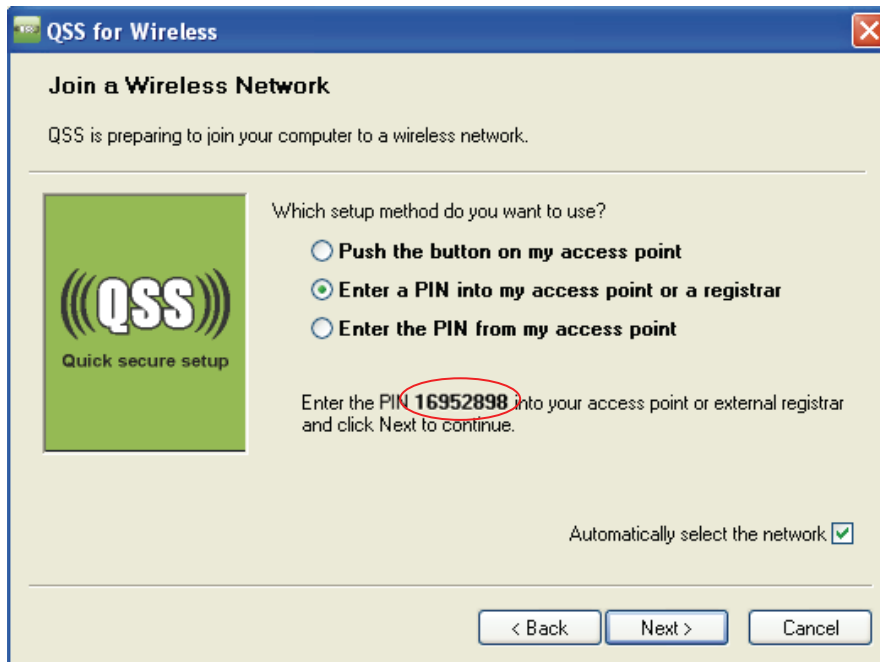 QSS for Wireless
Join a Wireless Network
QSS is preparing to join your computer to a wireless network.
Which setup method do you want to use?
Push the button on my access point
Enter a PIN into my access point or a registrar
Enter the PIN from my access point
(((QSS)))
Quick secure setup
Enter the PIN 16952898 into your access point or external registrar
and click Next to continue.
Automatically select the network
< Back
Next >
Cancel